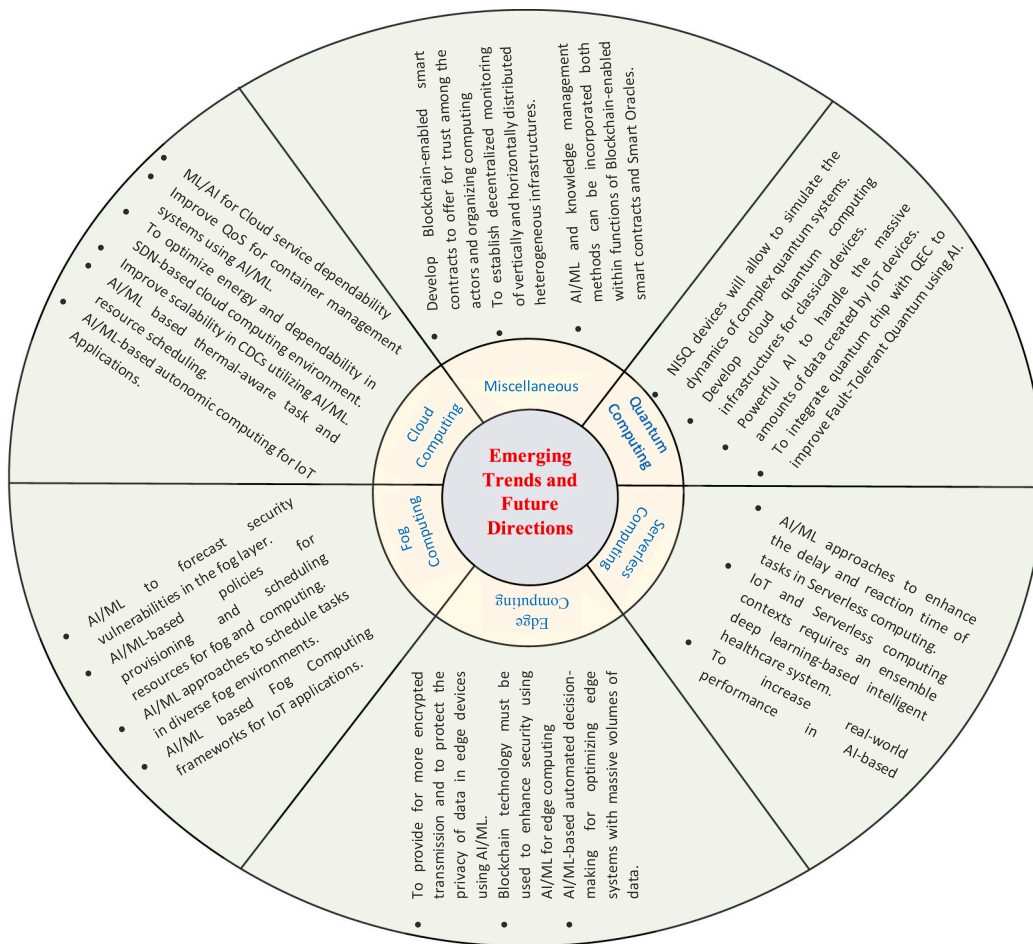 Emerging
Trends and
Future
Directions
Miscellaneous
Develop Blockchain-enabled smart
contracts to offer for trust among the
actors and organizing computing
To establish decentralized monitoring
of vertically and horizontally distributed
heterogeneous infrastructures.
AI/ML and knowledge management
methods can be incorporated both
within functions of Blockchain-enabled
smart contracts and Smart Oracles.
Quantum
Computing
NISQ devices will allow to simulate the
dynamics of complex quantum systems.
Develop cloud quantum computing
infrastructures for classical devices.
Powerful AI to handle the massive
amounts of data created by IoT devices.
To integrate quantum chip with QEC to
improve Fault-Tolerant Quantum using AI.
Serverless
Computing
AI/ML approaches to enhance
the delay and reaction time of
tasks in Serverless computing.
IoT and Serverless computing
contexts requires an ensemble
deep learning-based intelligent
healthcare system.
To increase real-world
performance in AI-based
Edge
Computing
To provide for more encrypted
transmission and to protect the
privacy of data in edge devices
using AI/ML.
Blockchain technology must be
used to enhance security using
AI/ML for edge computing
AI/ML-based automated decision-
making for optimizing edge
systems with massive volumes of
data.
Fog
Computing
AI/ML to forecast security
vulnerabilities in the fog layer.
AI/ML-based policies for
provisioning and scheduling
resources for fog and computing.
AI/ML approaches to schedule tasks
in diverse fog environments.
AI/ML based Fog Computing
frameworks for IoT applications.
Cloud
Computing
ML/AI for Cloud service dependability
Improve QoS for container management
systems using AI/ML
To optimize energy and dependability in
SDN-based cloud computing environment.
Improve scalability in CDCs utilizing AI/ML.
AI/ML based thermal-aware task and
resource scheduling.
AI/ML-based autonomic computing for IoT
Applications.